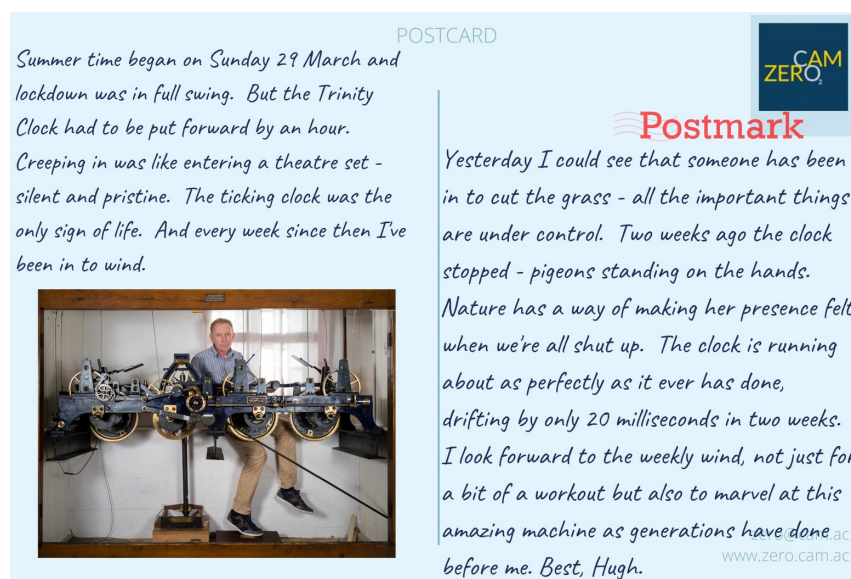 POSTCARD
Summer time began on Sunday 29 March and
lockdown was in full swing. But the Trinity
Clock had to be put forward by an hour.
Creeping in was like entering a theatre set -
silent and pristine. The ticking clock was the
only sign of life. And every week since then I've
been in to wind.
CAM
ZERO2
Postmark
Yesterday I could see that someone has been
in to cut the grass - all the important things
are under control. Two weeks ago the clock
stopped - pigeons standing on the hands.
Nature has a way of making her presence felt
when we're all shut up. The clock is running
about as perfectly as it ever has done,
drifting by only 20 milliseconds in two weeks.
I look forward to the weekly wind, not just for
a bit of a workout but also to marvel at this
amazing machine as generations have done
before me. Best, Hugh.
zero@cam.ac
www.zero.cam.ac